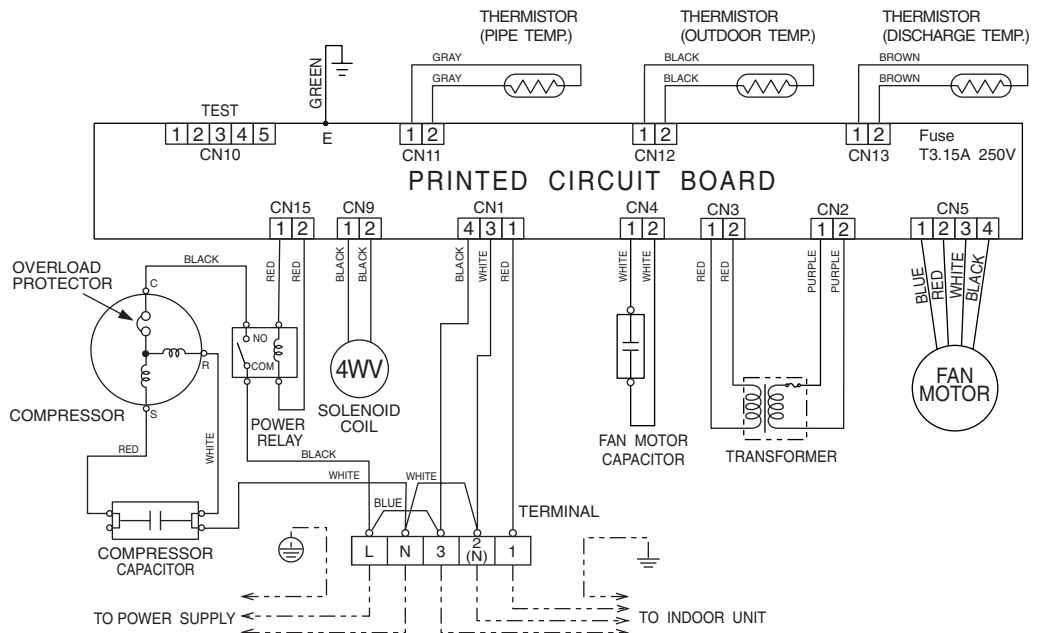 THERMISTOR
(PIPE TEMP.)
THERMISTOR
(OUTDOOR TEMP.)
THERMISTOR
(DISCHARGE TEMP.)
GRAY
GRAY
BLACK
BLACK
BROWN
BROWN
GREEN
TEST
1 2 3 4 5
CN10
E
1 2
CN11
1 2
CN12
1 2
CN13
Fuse
T3.15A 250V
PRINTED CIRCUIT BOARD
CN15
1 2
CN9
1 2
CN1
4 3 1
CN4
1 2
CN3
1 2
CN2
1 2
CN5
1 2 3 4
RED
RED
BLACK
BLACK
BLACK
WHITE
RED
WHITE
WHITE
RED
RED
PURPLE
PURPLE
BLUE
RED
WHITE
BLACK
OVERLOAD
PROTECTOR
BLACK
C
R
S
COMPRESSOR
NO
COM
POWER
RELAY
4WV
SOLENOID
COIL
FAN MOTOR
CAPACITOR
TRANSFORMER
FAN
MOTOR
RED
WHITE
BLACK
WHITE
WHITE
BLUE
TERMINAL
COMPRESSOR
CAPACITOR
L N 3 2 (N) 1
TO POWER SUPPLY
TO INDOOR UNIT